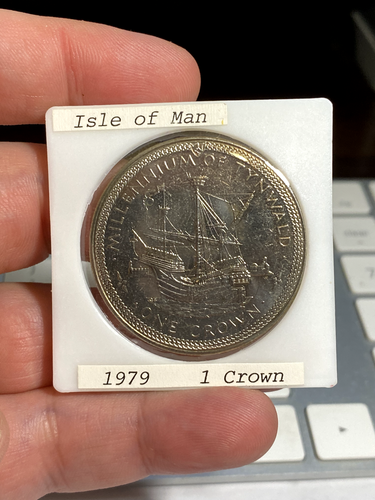 Isle of Man
MILLENNIUM OF TYNWALD
ONE CROWN
1979 1 Crown